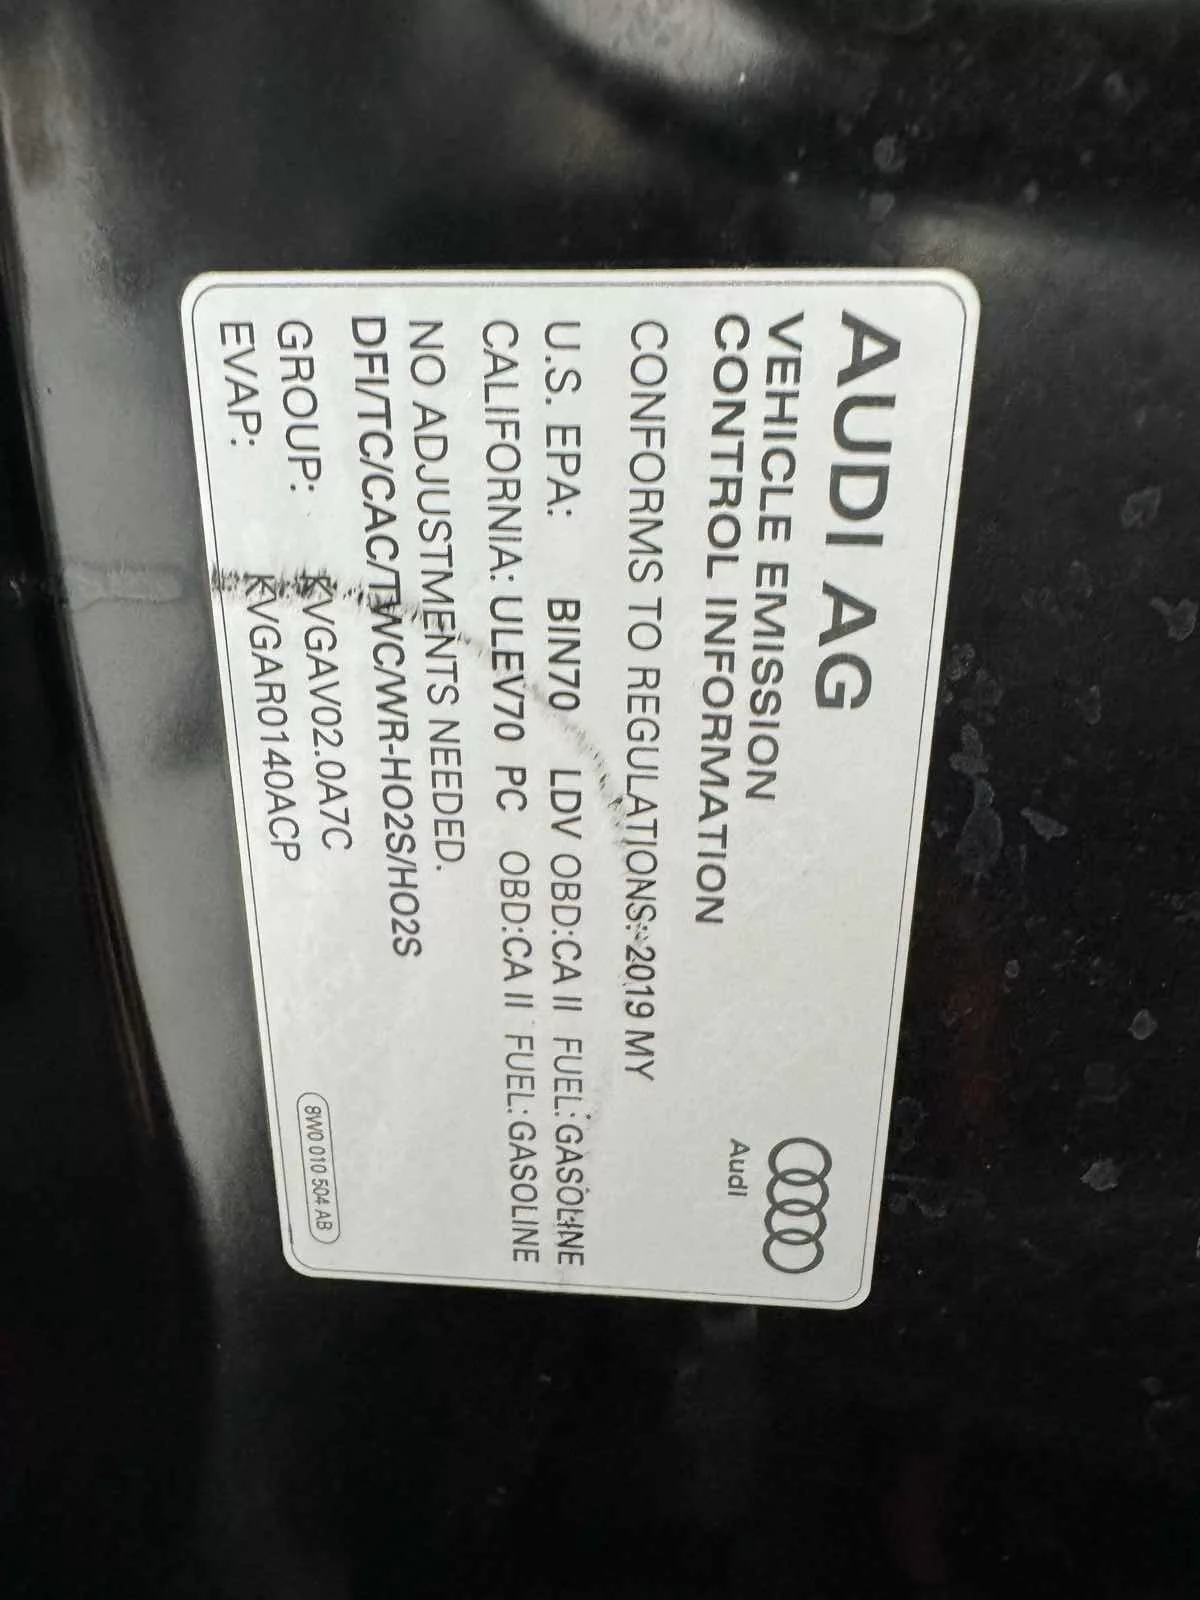 AUDI AG
VEHICLE EMISSION
CONTROL INFORMATION
Audi
CONFORMS TO REGULATIONS: 2019 MY
U.S. EPA: BIN70 LDV OBD:CA II FUEL:GASOLINE
CALIFORNIA: ULEV70 PC OBD:CA II FUEL:GASOLINE
NO ADJUSTMENTS NEEDED.
DFI/TC/CAC/TWC/WR-HO2S/HO2S
GROUP: KVGAV02.0A7C
EVAP: KVGAR0140ACP
8W0 010 504 AB